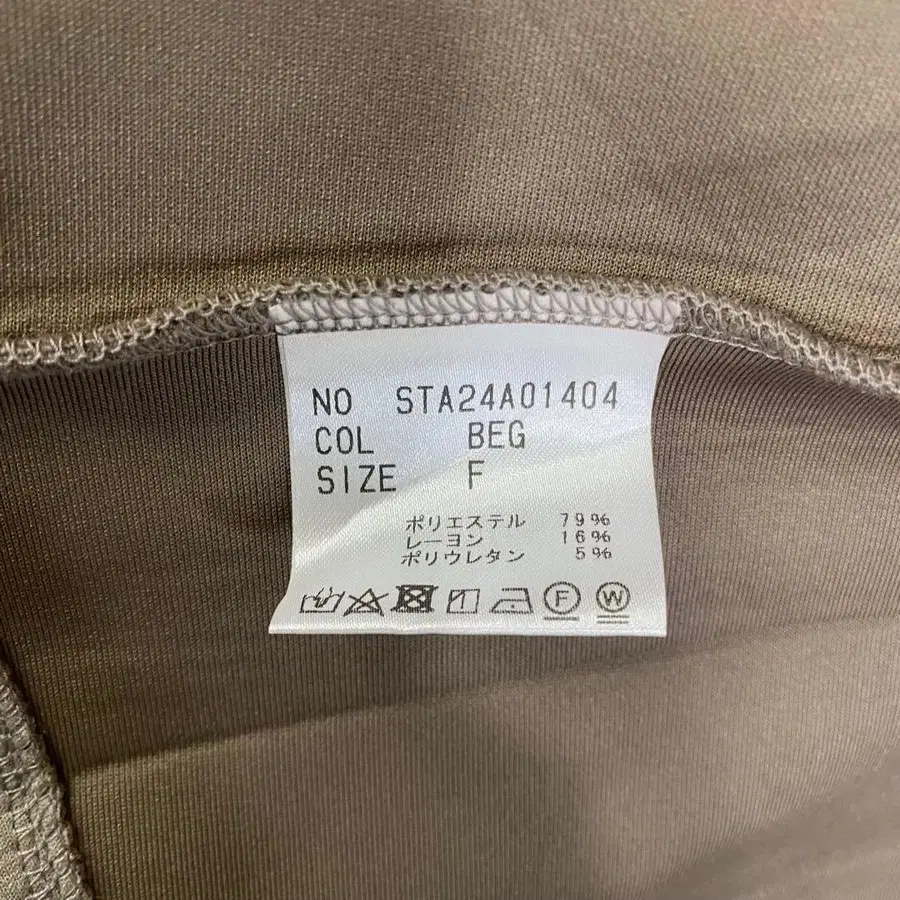 NO STA24A01404
COL BEG
SIZE F
ポリエステル 79%
レーヨン 16%
ポリウレタン 5%
F W